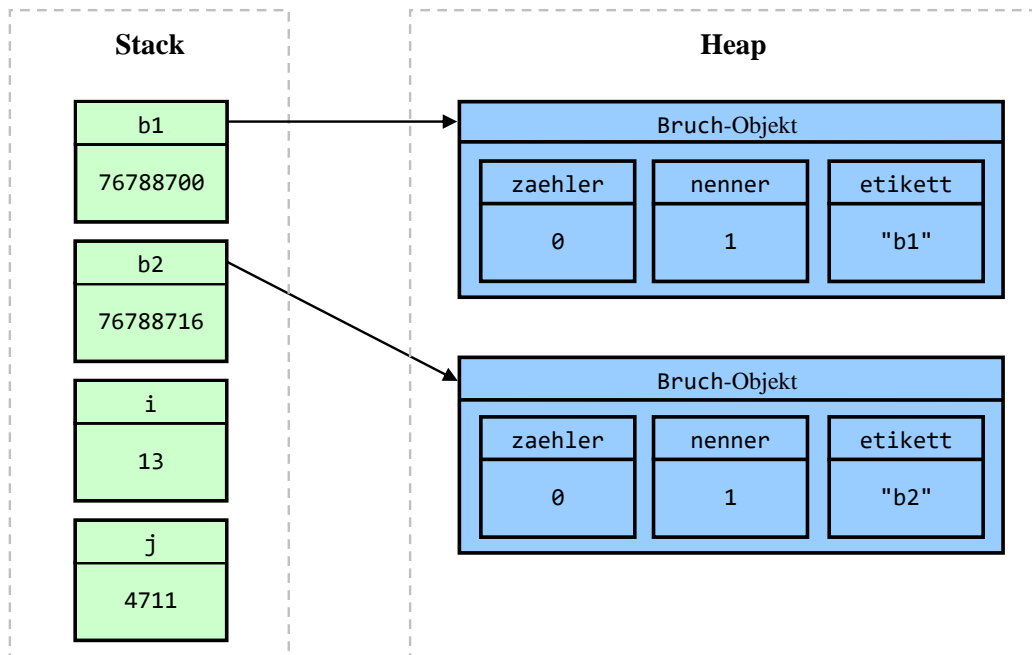 Stack
b1
76788700
b2
76788716
i
13
j
4711
Heap
Bruch-Objekt
zaehler nenner etikett
0 1 "b1"
Bruch-Objekt
zaehler nenner etikett
0 1 "b2"